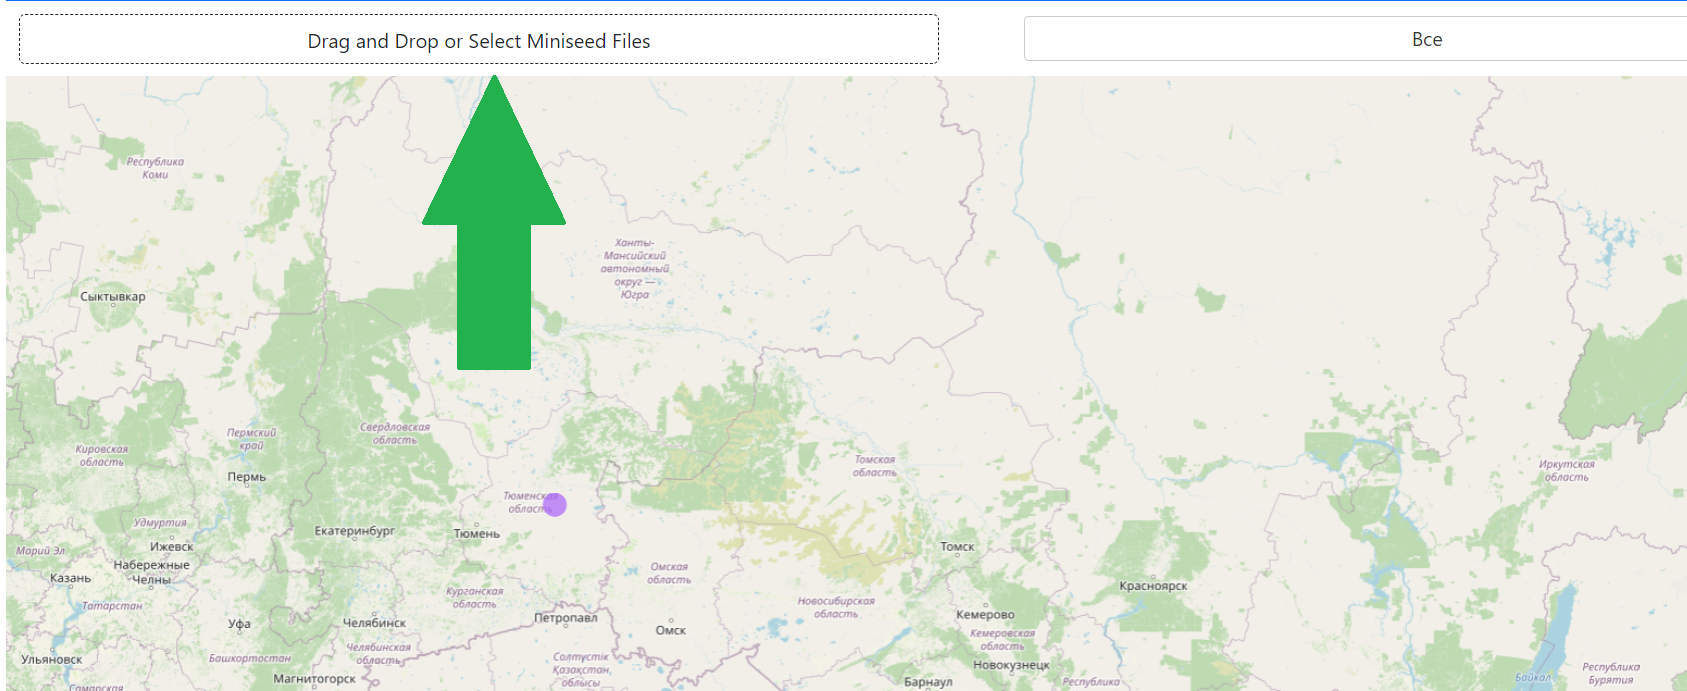 Drag and Drop or Select Miniseed Files
Все
Республика
Коми
Ханты-
Мансийский
автономный
округ —
Югра
Сыктывкар
Свердловская
область
Пермский
край
Кировская
область
Пермь
Томская
область
Иркутская
область
Тюменская
область
Удмуртия
Екатеринбург
Тюмень
Марий Эл
Ижевск
Томск
Набережные
Челны
Казань
Омская
область
Красноярск
Татарстан
Курганская
область
Новосибирская
область
Петропавл
Кемерово
Уфа
Челябинск
Омск
Кемеровская
область
Ульяновск
Башкортостан
Челябинская
область
Солтүстік
Қазақстан
облысы
Новокузнецк
Республика
Бурятия
Магнитогорск
Байкал
Барнаул
Республика
Самарская